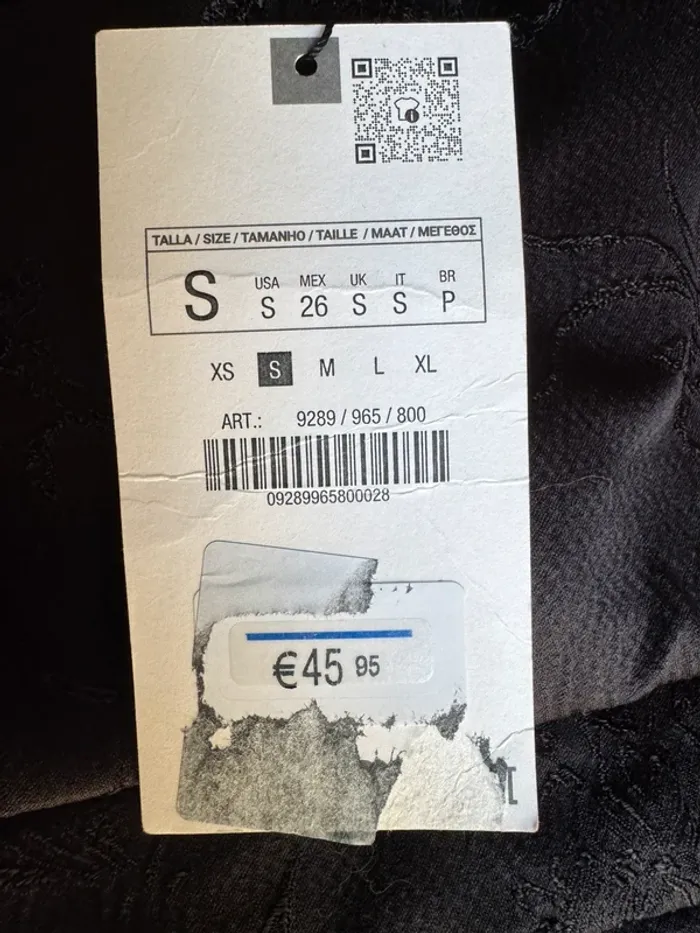 TALLA / SIZE / TAMANHO / TAILLE / MAAT / ΜΕΓΕΘΟΣ
USA MEX UK IT BR
S S 26 S S P
XS S M L XL
ART.: 9289 / 965 / 800
09289965800028
€45 95